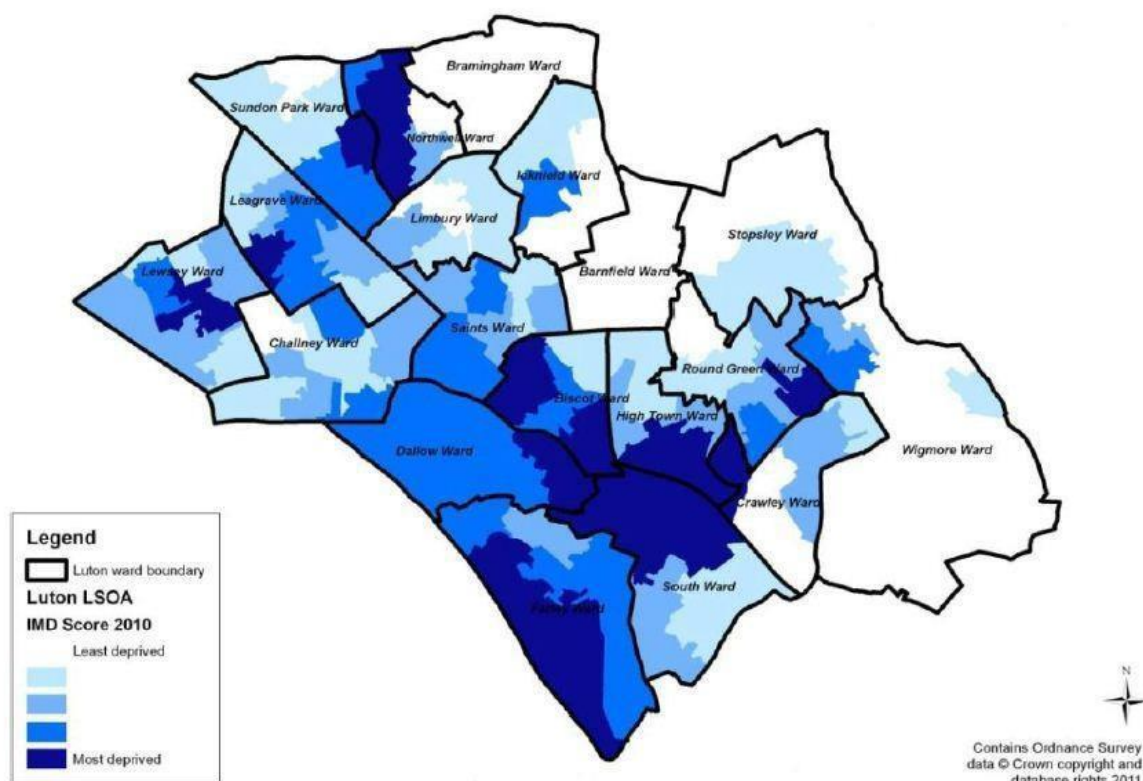 Bramingham Ward
Sundon Park Ward
Northwell Ward
Icknield Ward
Leagrave Ward
Limbury Ward
Stopsley Ward
Lewsey Ward
Barnfield Ward
Saints Ward
Challney Ward
Round Green Ward
Biscot Ward
High Town Ward
Dallow Ward
Wigmore Ward
Crawley Ward
South Ward
Farley Ward
Legend
Luton ward boundary
Luton LSOA
IMD Score 2010
Least deprived
Most deprived
N
Contains Ordnance Survey
data © Crown copyright and
database rights 2011